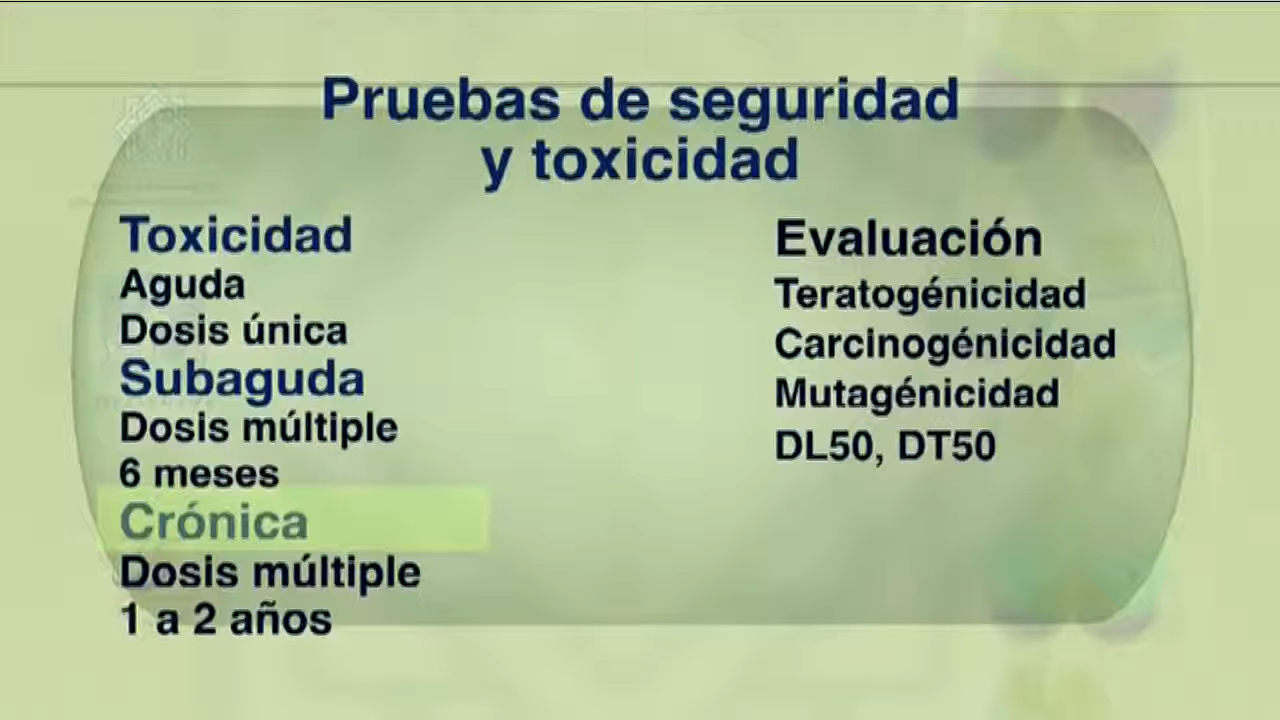 Pruebas de seguridad
y toxicidad
Toxicidad
Aguda
Dosis única
Subaguda
Dosis múltiple
6 meses
Crónica
Dosis múltiple
1 a 2 años
Evaluación
Teratogénicidad
Carcinogénicidad
Mutagénicidad
DL50, DT50